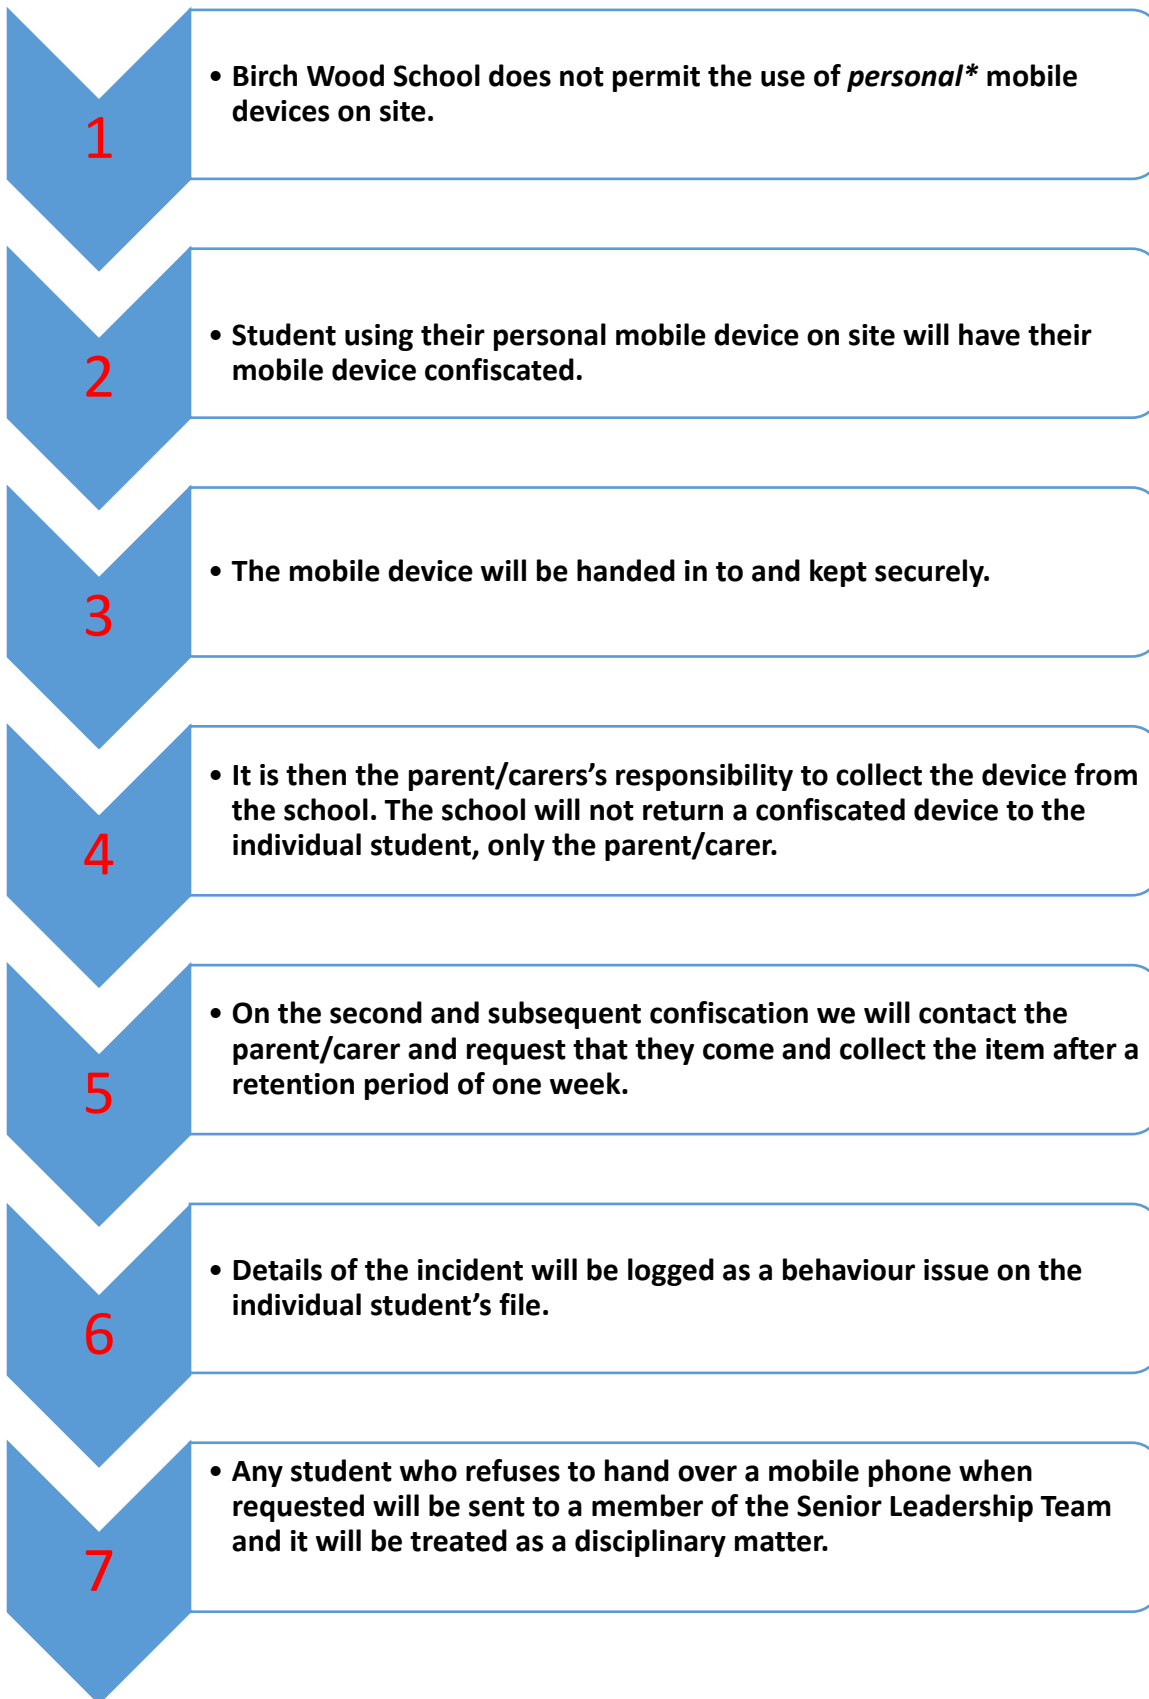 1
• Birch Wood School does not permit the use of personal* mobile
devices on site.
2
• Student using their personal mobile device on site will have their
mobile device confiscated.
3
• The mobile device will be handed in to and kept securely.
4
• It is then the parent/carers's responsibility to collect the device from
the school. The school will not return a confiscated device to the
individual student, only the parent/carer.
5
• On the second and subsequent confiscation we will contact the
parent/carer and request that they come and collect the item after a
retention period of one week.
6
• Details of the incident will be logged as a behaviour issue on the
individual student's file.
7
• Any student who refuses to hand over a mobile phone when
requested will be sent to a member of the Senior Leadership Team
and it will be treated as a disciplinary matter.